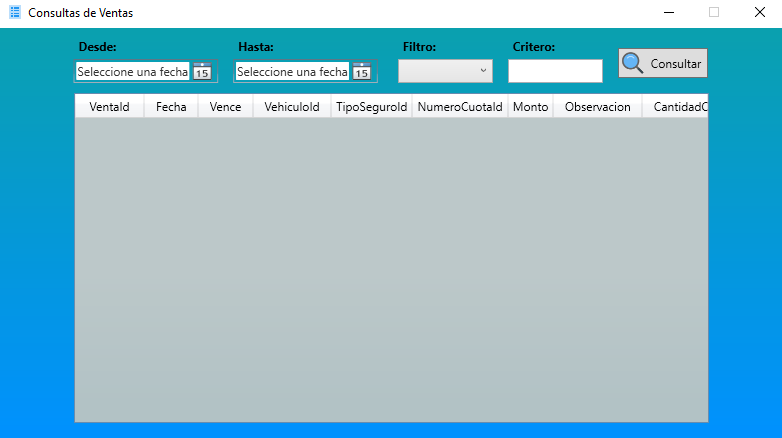 Consultas de Ventas
Desde: Hasta: Filtro: Critero:
Seleccione una fecha 15 Seleccione una fecha 15 Consultar
VentaId Fecha Vence VehiculoId TipoSeguroId NumeroCuotaId Monto Observacion CantidadC